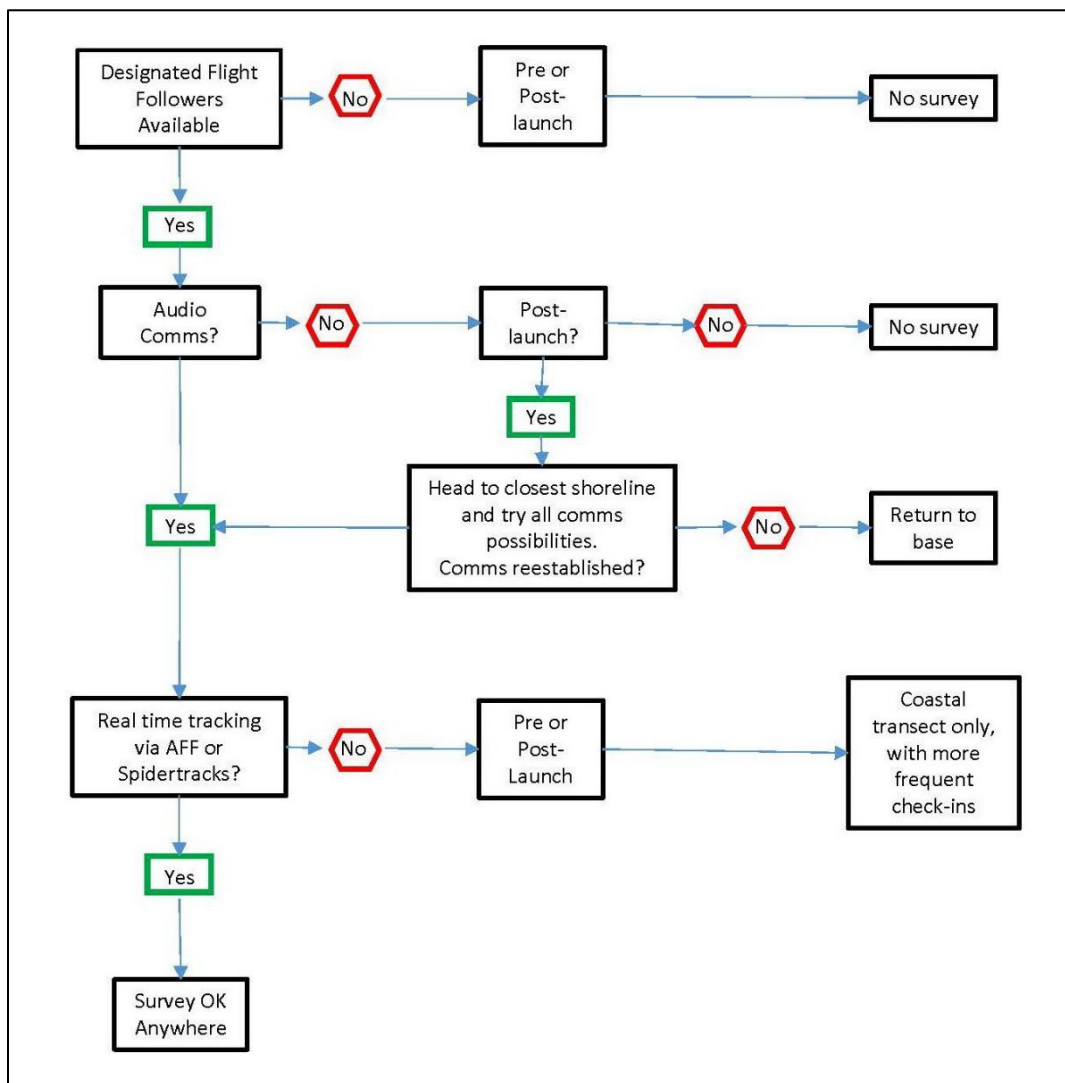 Designated Flight
Followers
Available
No
Pre or
Post-
launch
No survey
Yes
Audio
Comms?
No
Post-
launch?
No
No survey
Yes
Head to closest shoreline
and try all comms
possibilities.
Comms reestablished?
Yes
No
Return to
base
Real time tracking
via AFF or
Spidertracks?
No
Pre or
Post-
Launch
Coastal
transect only,
with more
frequent
check-ins
Yes
Survey OK
Anywhere